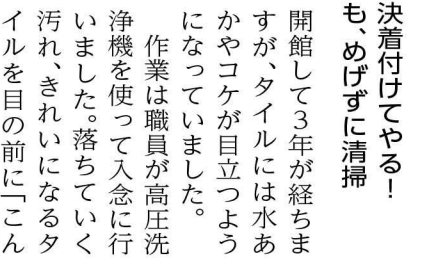 決着付けてやる！
も、めげずに清掃
開館して３年が経ちま
すが、タイルには水あ
かやコケが目立つよう
になっていました。
作業は職員が高圧洗
浄機を使って入念に行
いました。落ちていく
汚れ、きれいになるタ
イルを目の前に「こん